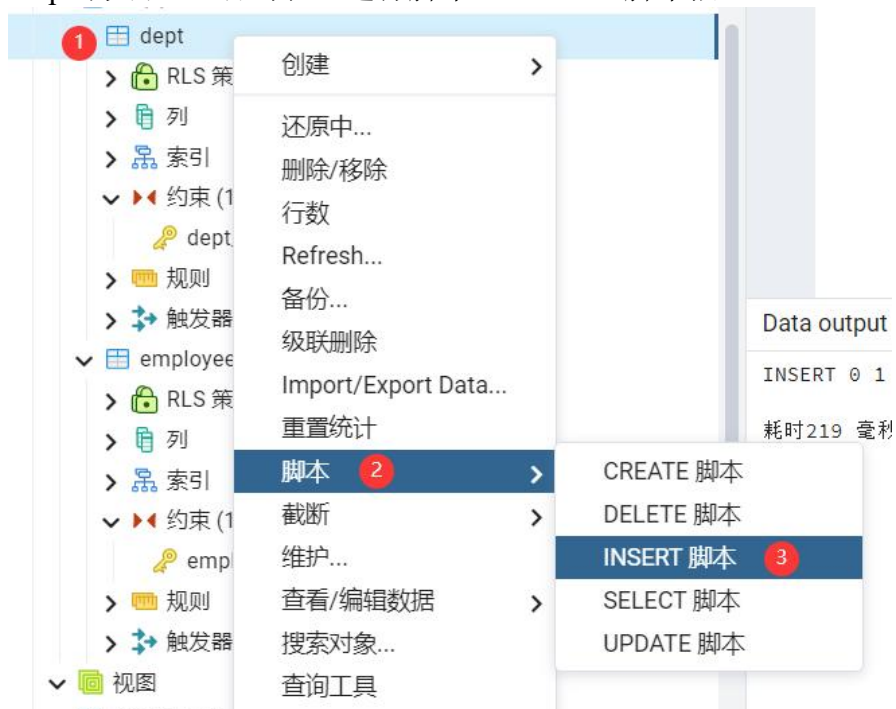 1 dept
RLS 策
列
索引
约束 (1
dept
规则
触发器
employee
RLS 策
列
索引
约束 (1
emp
规则
触发器
视图
创建
还原中...
删除/移除
行数
Refresh...
备份...
级联删除
Import/Export Data...
重置统计
脚本 2
截断
维护...
查看/编辑数据
搜索对象...
查询工具
CREATE 脚本
DELETE 脚本
INSERT 脚本 3
SELECT 脚本
UPDATE 脚本
Data output
INSERT 0 1
耗时219 毫秒